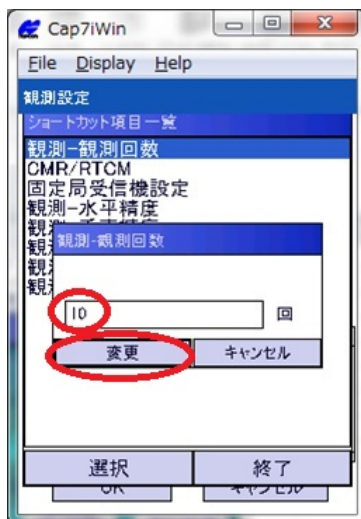 Cap7iWin
File Display Help
観測設定
ショートカット項目一覧
観測-観測回数
CMR/RTCM
固定局受信機設定
観測-水平精度
観測-観測回数
10 回
変更 キャンセル
選択 終了
OK キャンセル